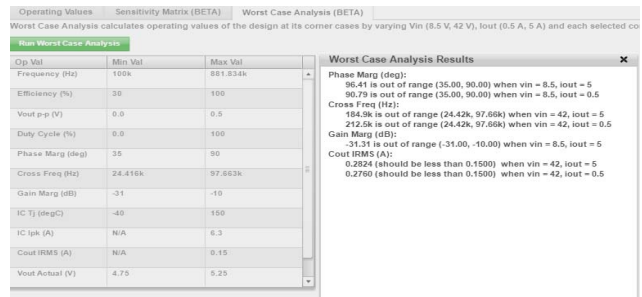 Operating Values Sensitivity Matrix (BETA) Worst Case Analysis (BETA)
Worst Case Analysis calculates operating values of the design at its corner cases by varying Vin (8.5 V, 42 V), Iout (0.5 A, 5 A) and each selected co
Run Worst Case Analysis
Op Val Min Val Max Val
Frequency (Hz) 100k 881.834k
Efficiency (%) 30 100
Vout p-p (V) 0.0 0.5
Duty Cycle (%) 0.0 100
Phase Marg (deg) 35 90
Cross Freq (Hz) 24.416k 97.663k
Gain Marg (dB) -31 -10
IC Tj (degC) -40 150
IC Ipk (A) N/A 6.3
Cout IRMS (A) N/A 0.15
Vout Actual (V) 4.75 5.25
Worst Case Analysis Results
Phase Marg (deg):
96.41 is out of range (35.00, 90.00) when vin = 8.5, iout = 5
90.79 is out of range (35.00, 90.00) when vin = 8.5, iout = 0.5
Cross Freq (Hz):
184.9k is out of range (24.42k, 97.66k) when vin = 42, iout = 5
212.5k is out of range (24.42k, 97.66k) when vin = 42, iout = 0.5
Gain Marg (dB):
-31.31 is out of range (-31.00, -10.00) when vin = 8.5, iout = 5
Cout IRMS (A):
0.2824 (should be less than 0.1500) when vin = 42, iout = 5
0.2760 (should be less than 0.1500) when vin = 42, iout = 0.5